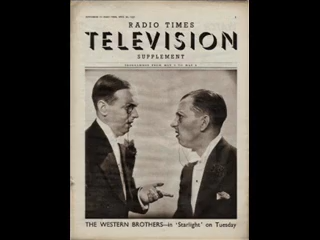 RADIO TIMES
TELEVISION
SUPPLEMENT
THE WESTERN BROTHERS—in 'Starlight' on Tuesday